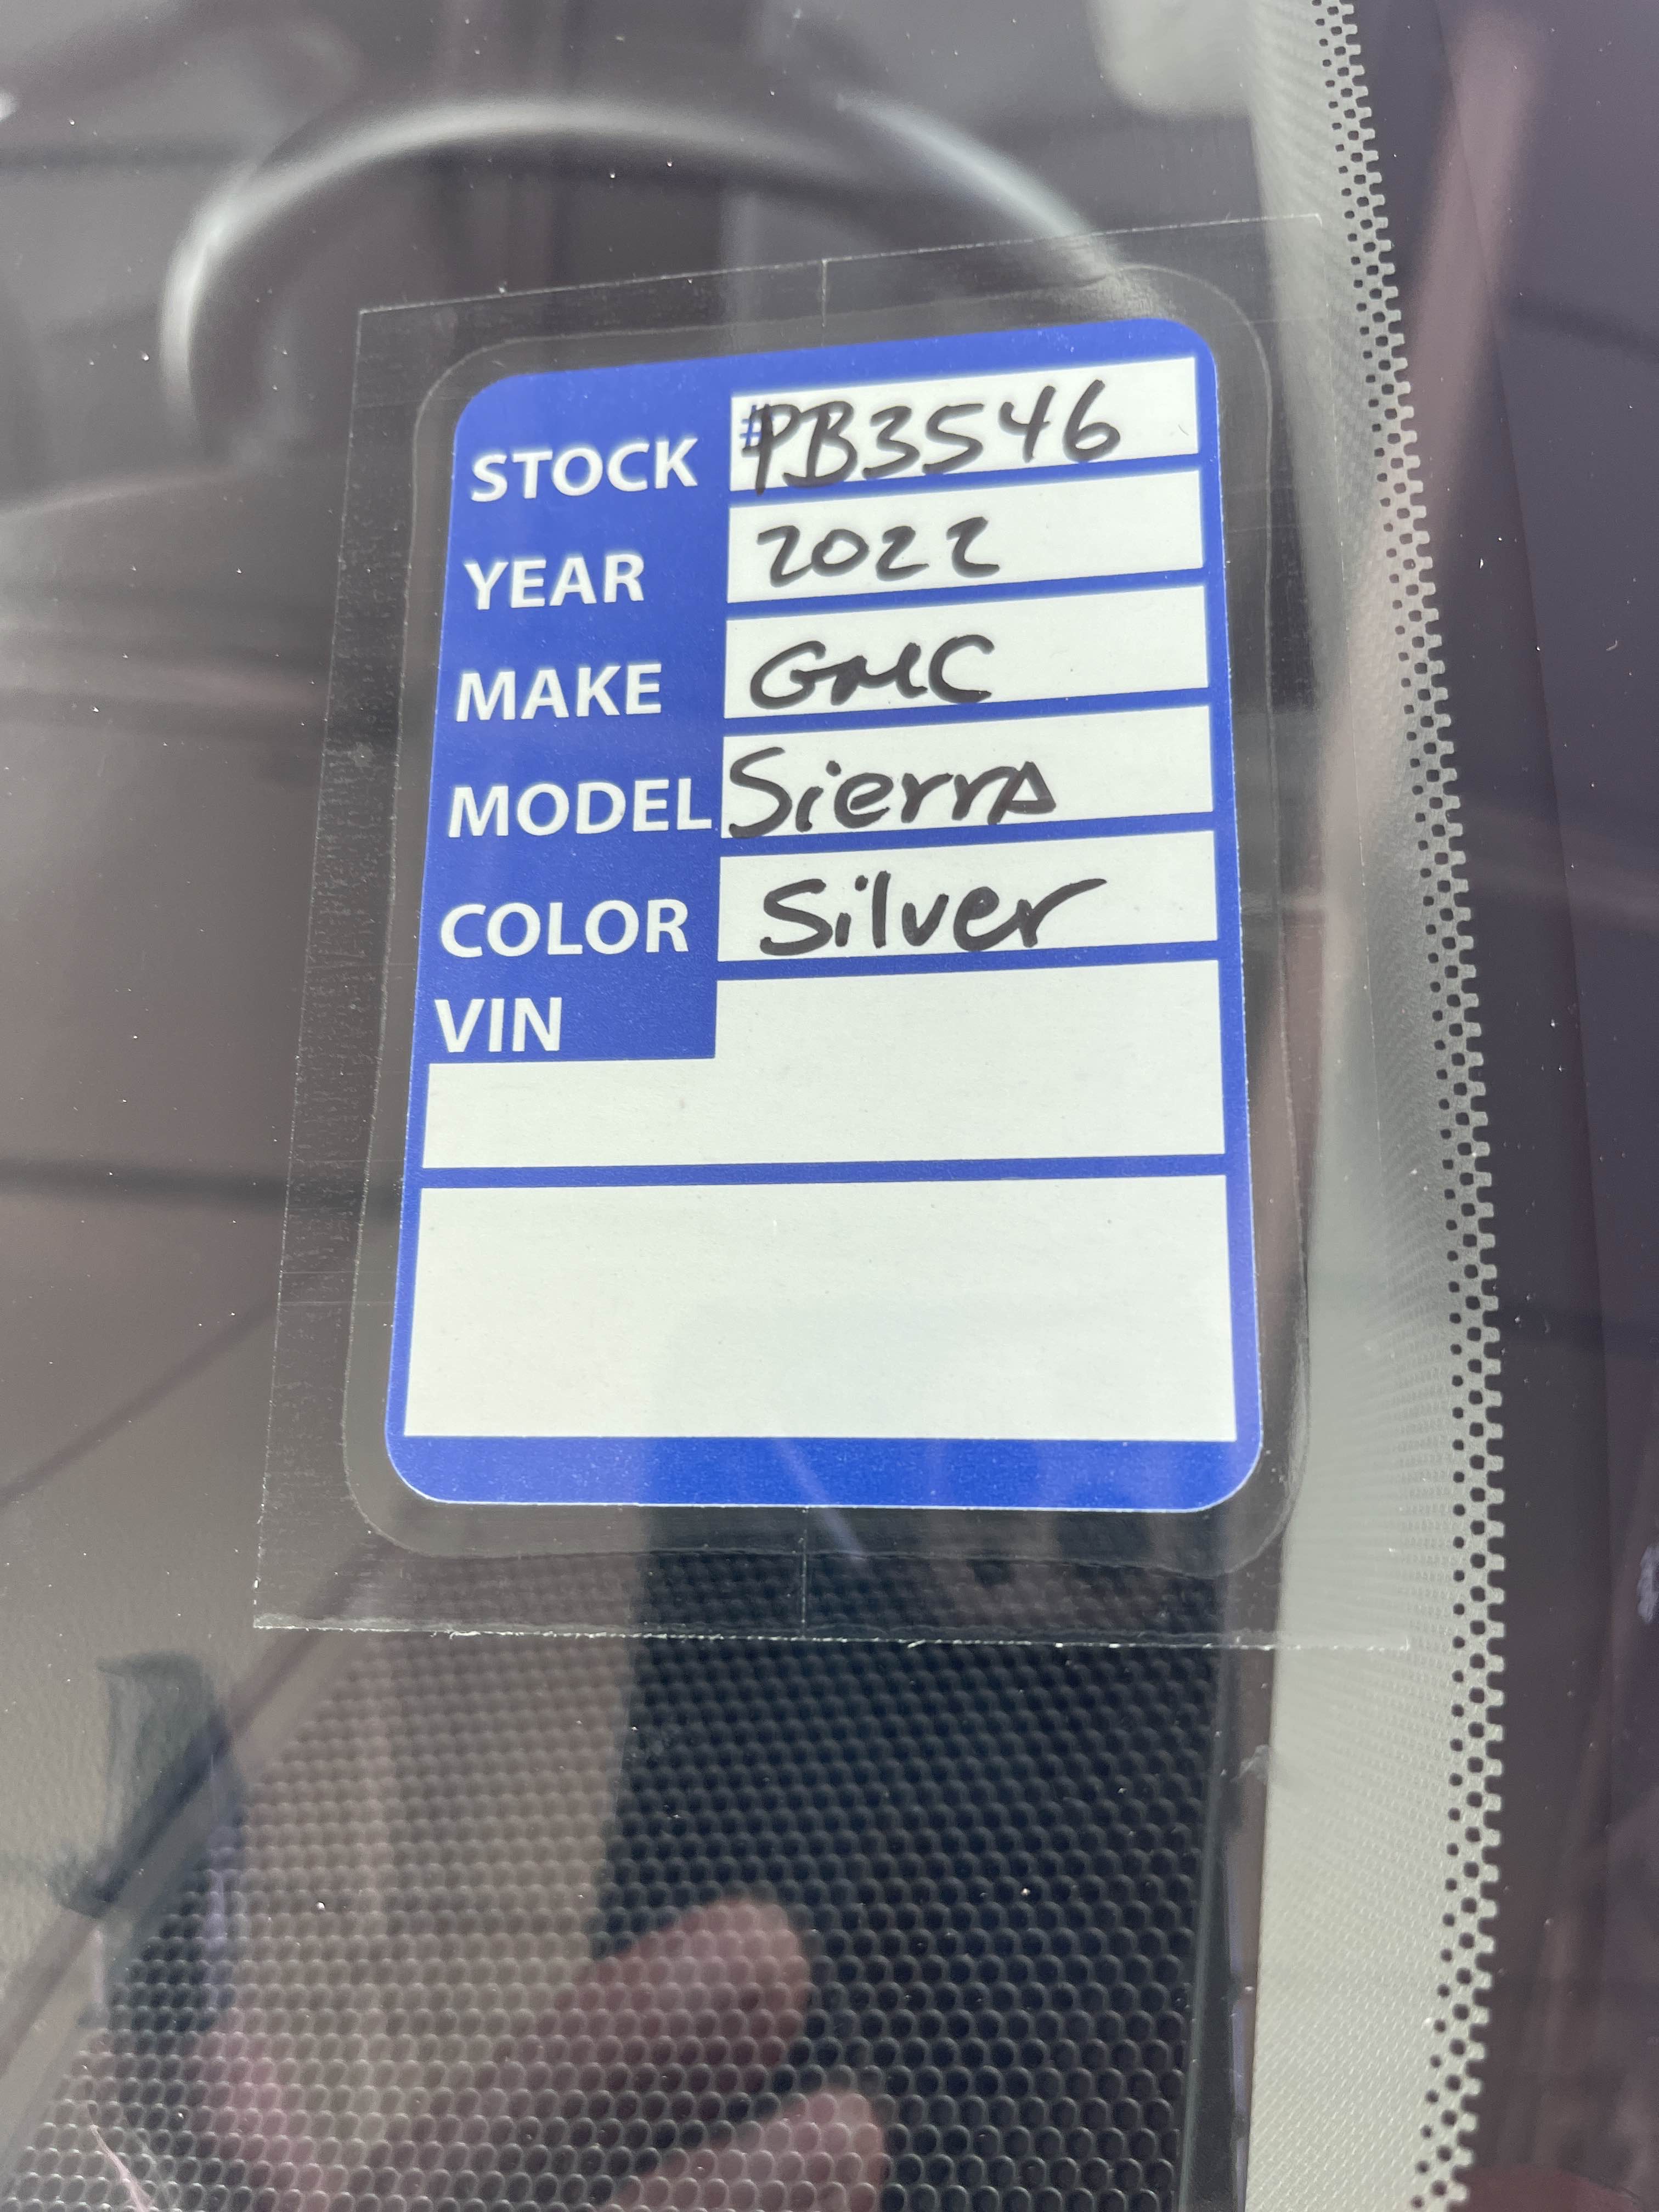 STOCK #PB3546
YEAR 2022
MAKE GMC
MODEL Sierra
COLOR Silver
VIN